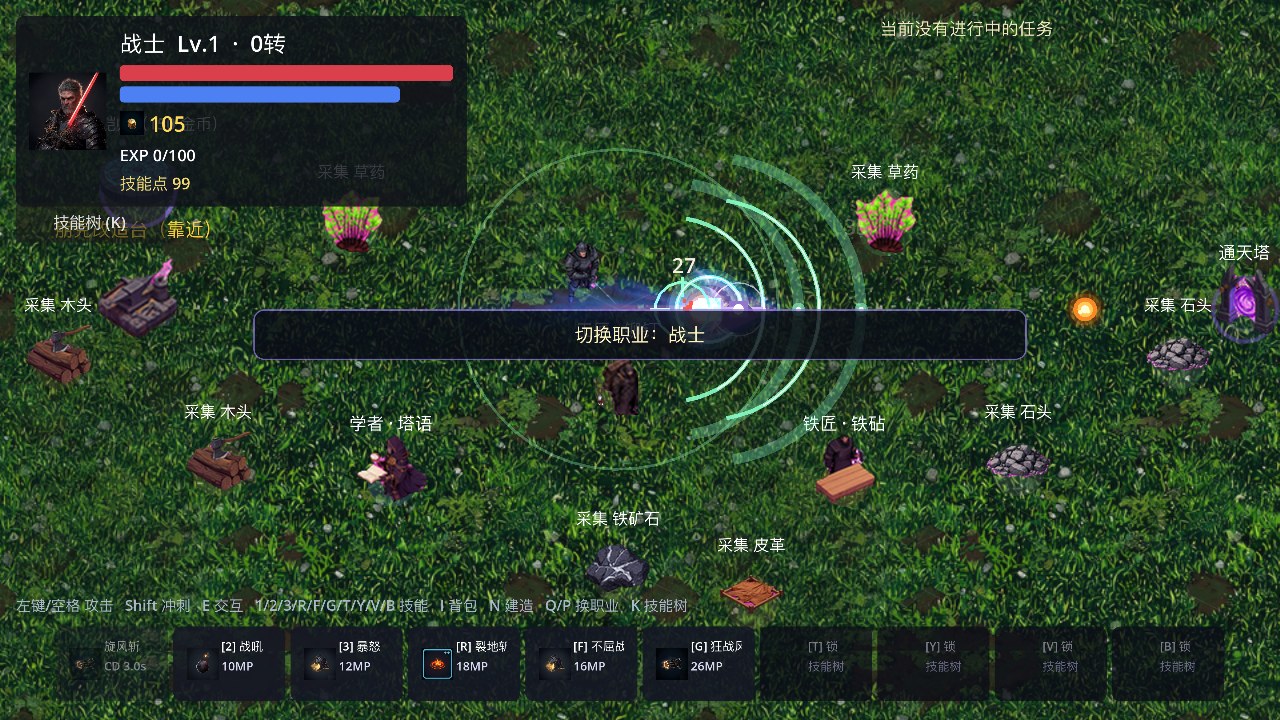 战士 Lv.1 · 0转
当前没有进行中的任务
105
金币）
EXP 0/100
技能点 99
采集 草药
采集 草药
技能树 (K)
（靠近）
通天塔
27
采集 木头
采集 石头
切换职业：战士
采集 木头
学者 · 塔语
铁匠 · 铁砧
采集 石头
采集 铁矿石
采集 皮革
左键/空格 攻击 Shift 冲刺 E 交互 1/2/3/R/F/G/T/Y/V/B 技能 I 背包 N 建造 Q/P 换职业 K 技能树
旋风斩
CD 3.0s
[2] 战吼
10MP
[3] 暴怒
12MP
[R] 裂地斩
18MP
[F] 不屈战
16MP
[G] 狂战风
26MP
[T] 锁
技能树
[Y] 锁
技能树
[V] 锁
技能树
[B] 锁
技能树